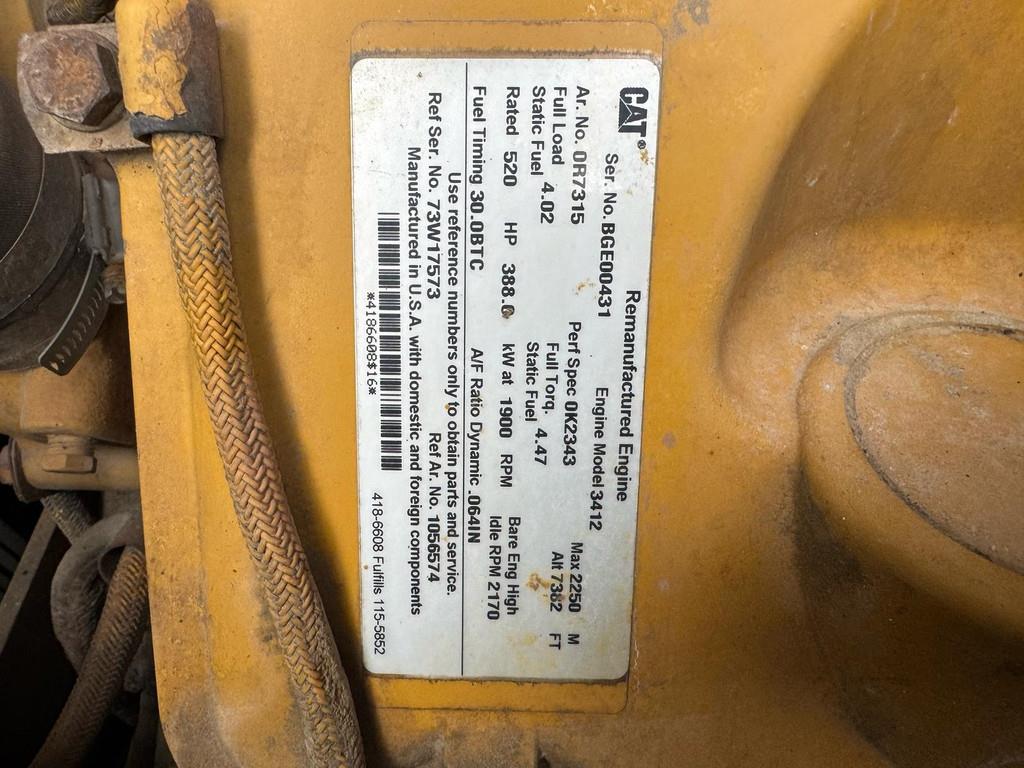 CAT® Remanufactured Engine
Ser. No. BGE00431 Engine Model 3412 Max 2250 M
Ar. No. 0R7315 Perf Spec 0K2343 Alt 7382 FT
Full Load Static Fuel 4.02 Full Torq. Static Fuel 4.47
Bare Eng High Idle RPM 2170
Rated 520 HP 388.0 kW at 1900 RPM
Fuel Timing 30.0BTC A/F Ratio Dynamic .064IN
Use reference numbers only to obtain parts and service.
Ref Ser. No. 73W17573 Ref Ar. No. 1056574
Manufactured in U.S.A. with domestic and foreign components
*4186608$16*
418-6608 Fulfills 115-5852